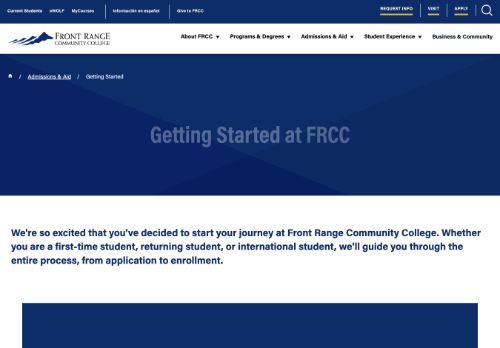 Current Students eWOLF MyCourses Información en español Give to FRCC REQUEST INFO VISIT APPLY
FRONT RANGE
COMMUNITY COLLEGE
About FRCC ▼ Programs & Degrees ▼ Admissions & Aid ▼ Student Experience ▼ Business & Community
/ Admissions & Aid / Getting Started
Getting Started at FRCC
We're so excited that you've decided to start your journey at Front Range Community College. Whether
you are a first-time student, returning student, or international student, we'll guide you through the
entire process, from application to enrollment.